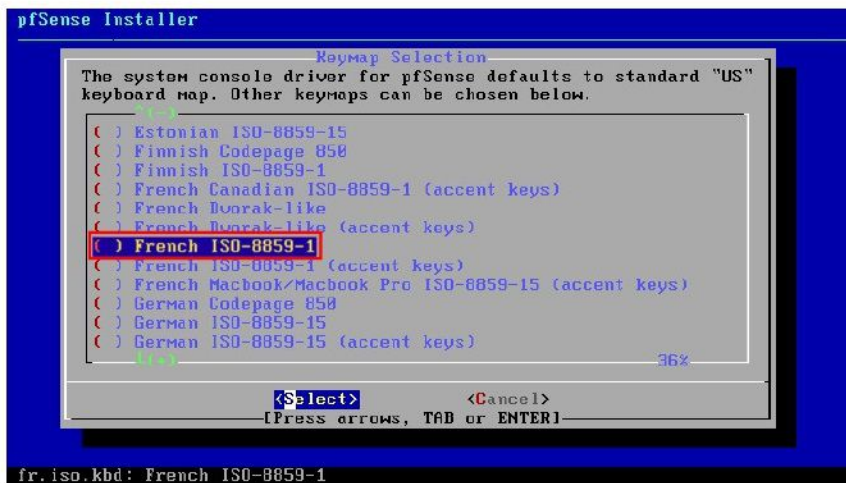 pfSense Installer
Keymap Selection
The system console driver for pfSense defaults to standard "US"
keyboard map. Other keymaps can be chosen below.
^(-)
( ) Estonian ISO-8859-15
( ) Finnish Codepage 850
( ) Finnish ISO-8859-1
( ) French Canadian ISO-8859-1 (accent keys)
( ) French Dvorak-like
( ) French Dvorak-like (accent keys)
( ) French ISO-8859-1
( ) French ISO-8859-1 (accent keys)
( ) French Macbook/Macbook Pro ISO-8859-15 (accent keys)
( ) German Codepage 850
( ) German ISO-8859-15
( ) German ISO-8859-15 (accent keys)
(+) 36%
<Select> <Cancel>
[Press arrows, TAB or ENTER]
fr.iso.kbd: French ISO-8859-1